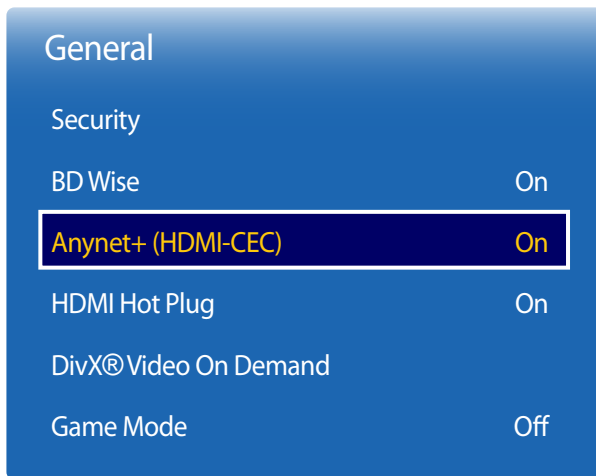 General
Security
BD Wise On
Anynet+ (HDMI-CEC) On
HDMI Hot Plug On
DivX® Video On Demand
Game Mode Off